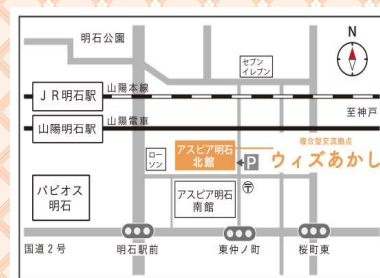 明石公園
N
セブン
イレブン
JR明石駅
山陽本線
至神戸
山陽明石駅
山陽電車
ロー
ソン
アスピア明石
北館
P
複合型交流拠点
ウィズあかし
パピオス
明石
アスピア明石
南館
〒
国道2号
明石駅前
東仲ノ町
桜町東